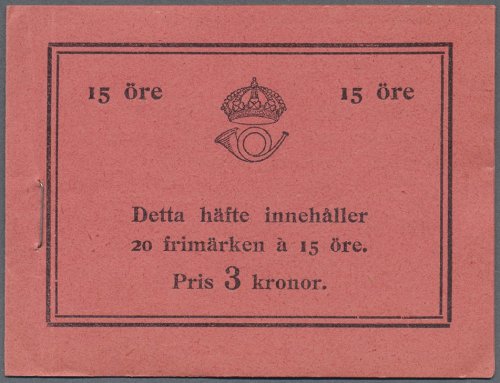 15 öre 15 öre
Detta häfte innehåller
20 frimärken à 15 öre.
Pris 3 kronor.